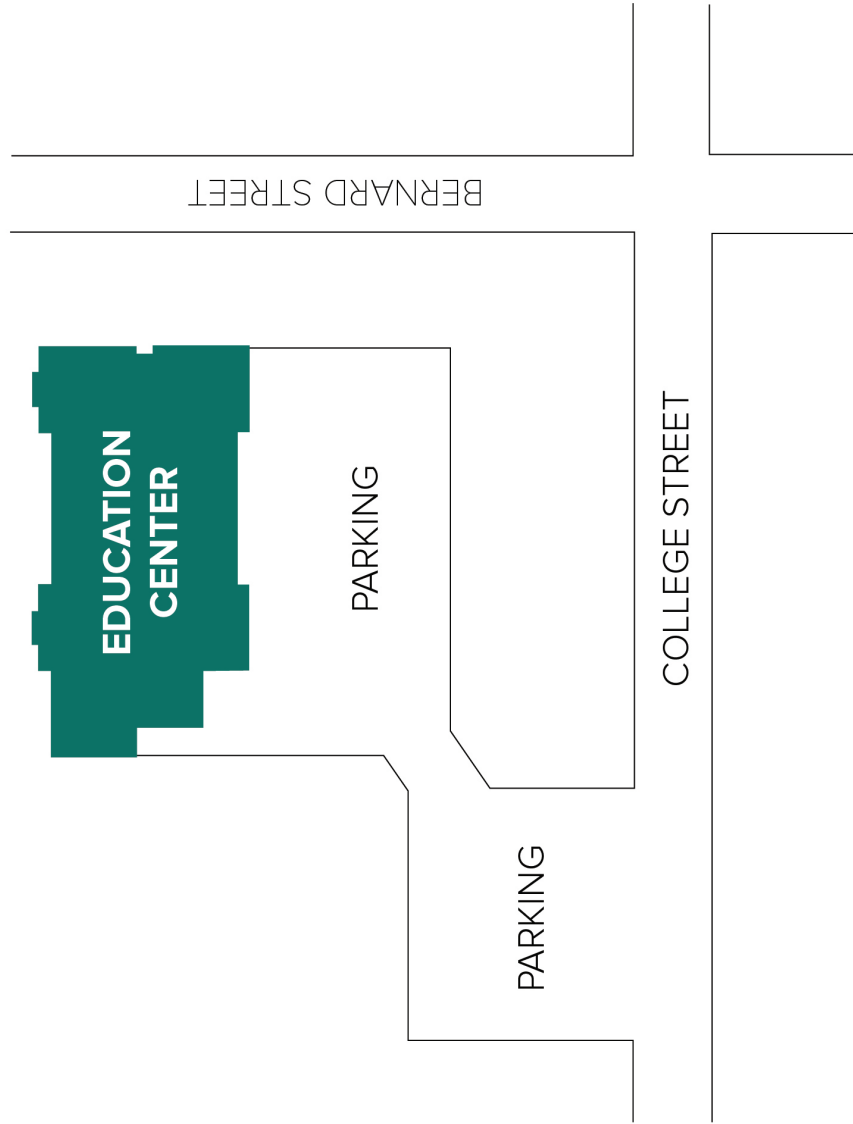 BERNARD STREET
EDUCATION
CENTER
PARKING
COLLEGE STREET
PARKING